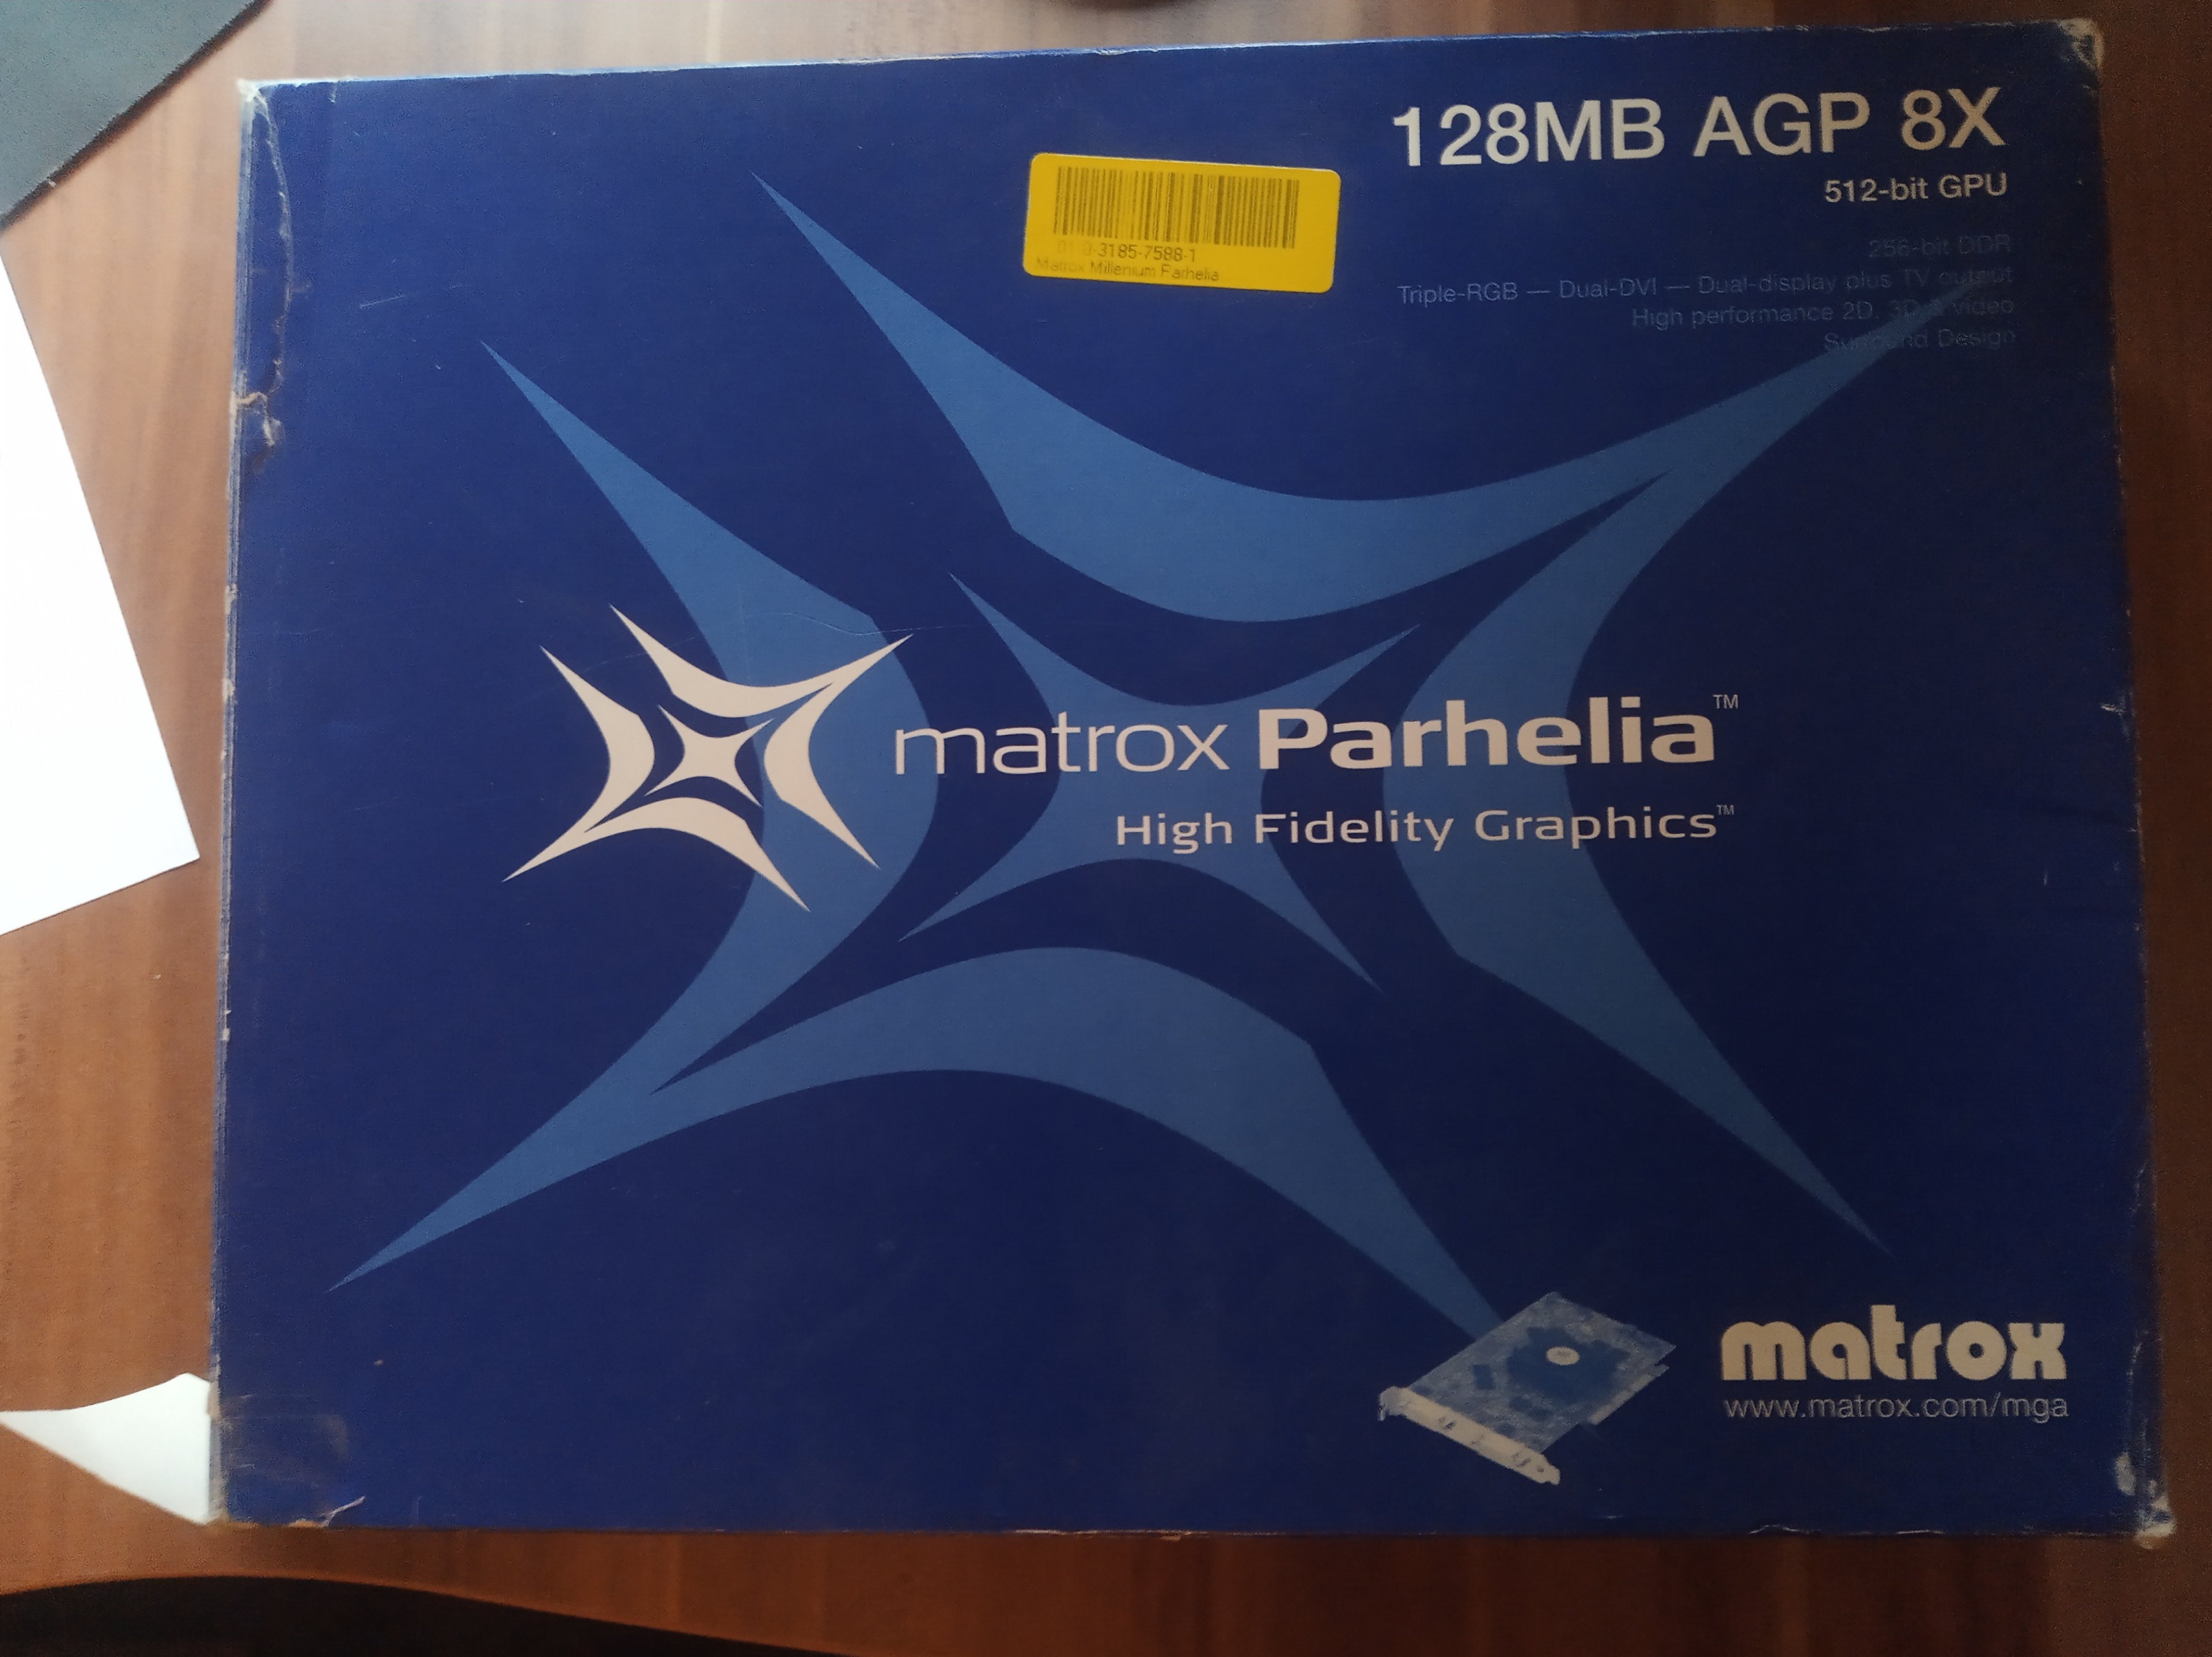 128MB AGP 8X
512-bit GPU
256-bit DDR
Triple-RGB — Dual-DVI — Dual-display plus TV output
High performance 2D, 3D & video
Surround Design
3185-7588-1
Matrox Millenium Parhelia
matrox Parhelia™
High Fidelity Graphics™
matrox
www.matrox.com/mga